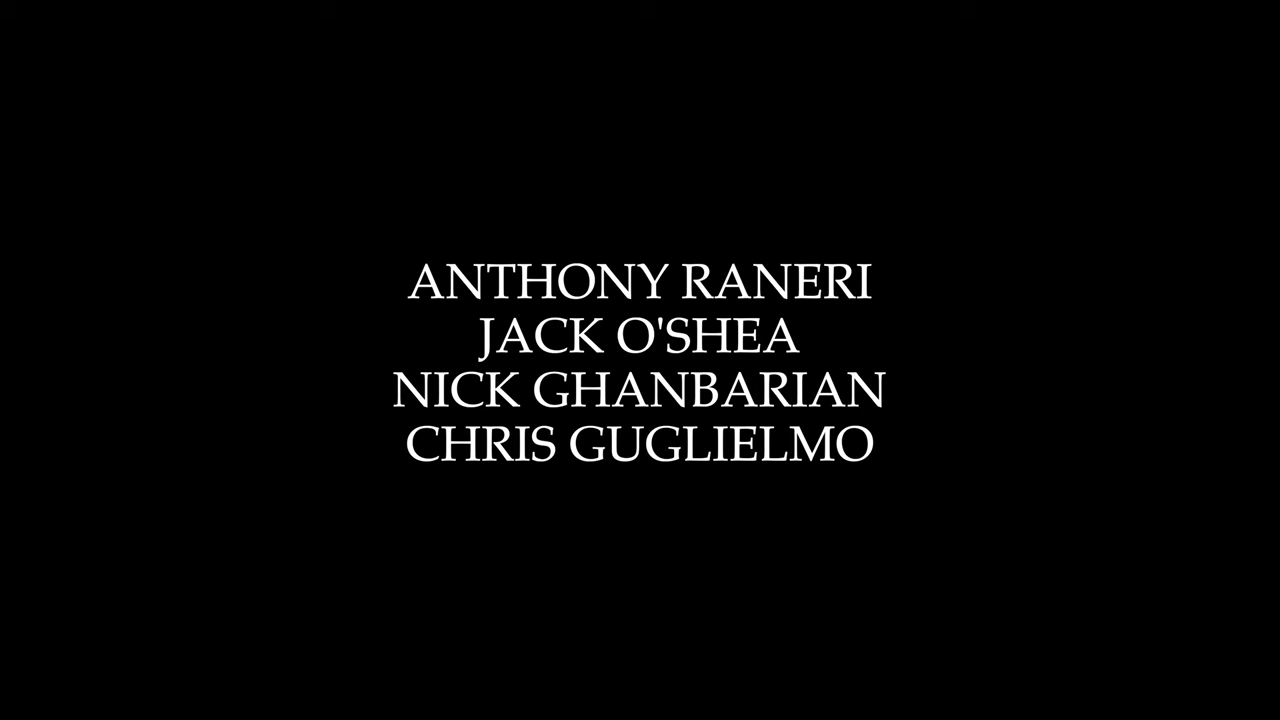 ANTHONY RANERI
JACK O'SHEA
NICK GHANBARIAN
CHRIS GUGLIELMO